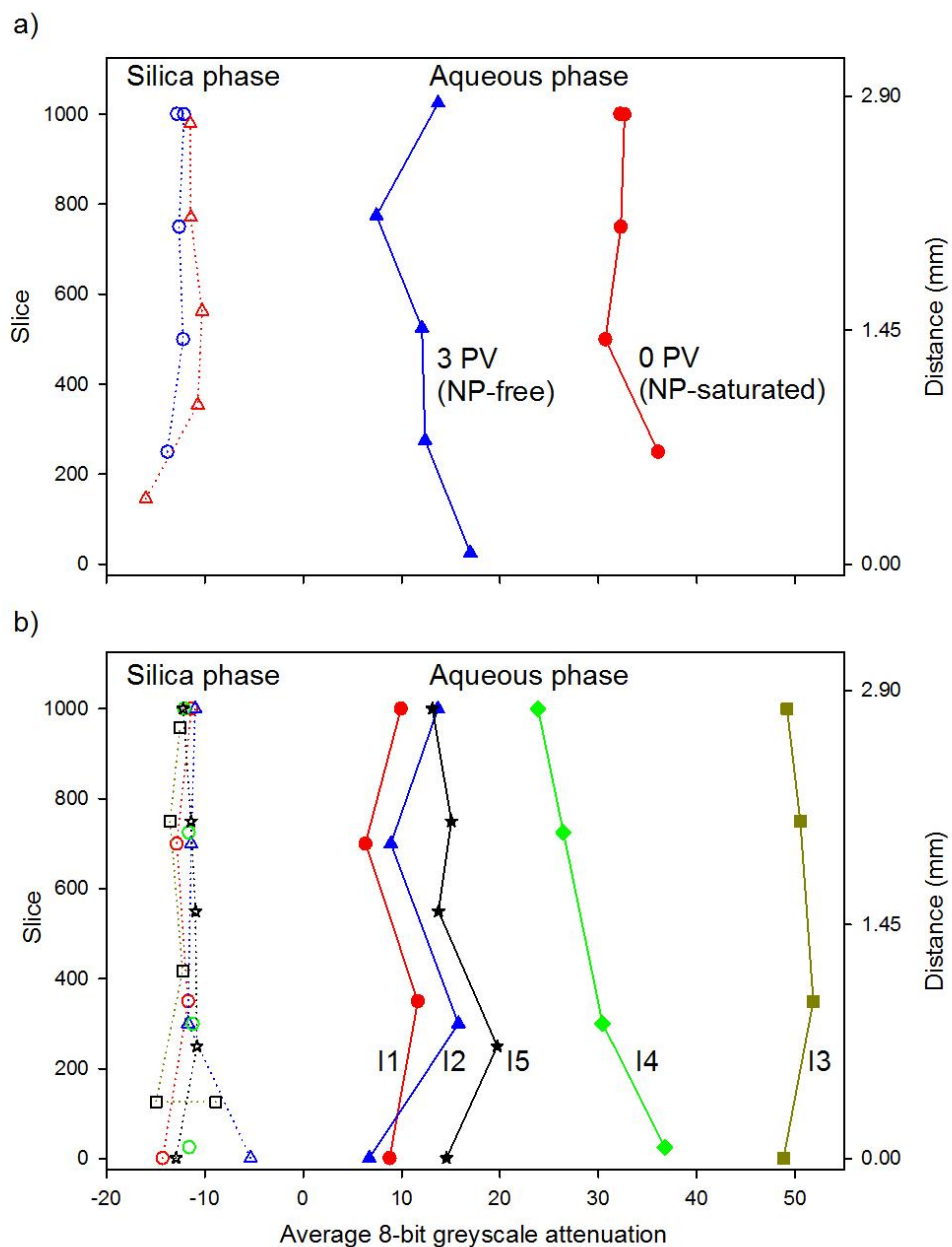 a)
Silica phase
Aqueous phase
1000
800
600
400
200
0
Slice
2.90
1.45
0.00
Distance (mm)
3 PV
(NP-free)
0 PV
(NP-saturated)
b)
Silica phase
Aqueous phase
1000
800
600
400
200
0
Slice
2.90
1.45
0.00
Distance (mm)
I1
I2
I5
I4
I3
-20
-10
0
10
20
30
40
50
Average 8-bit greyscale attenuation